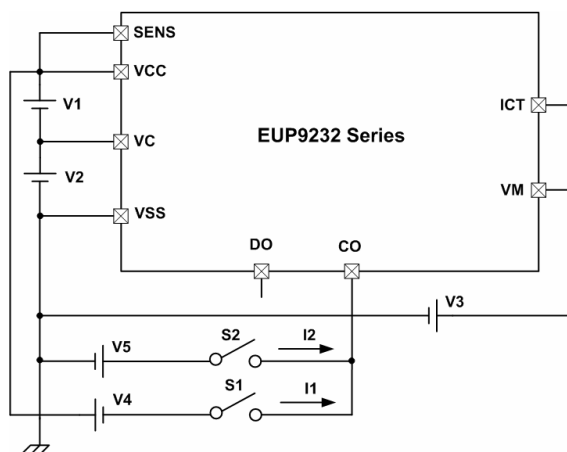 SENS
VCC
V1
ICT
EUP9232 Series
VC
V2
VM
VSS
DO
CO
V3
S2
I2
V5
S1
I1
V4